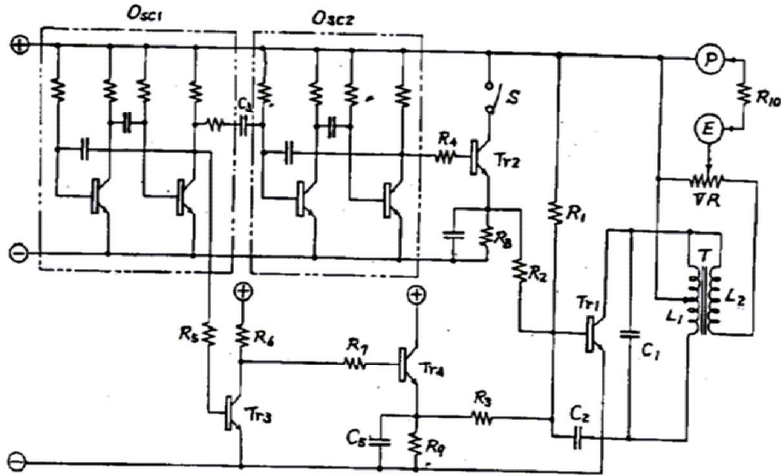 OSC1
OSC2
⊕
P
S
R10
C3
E
R4
Tr2
VR
R1
R8
⊖
R2
T
⊕
⊕
Tr1
L1
L2
R5
R6
C1
R7
Tr4
R3
C2
Tr3
C5
R9
⊖